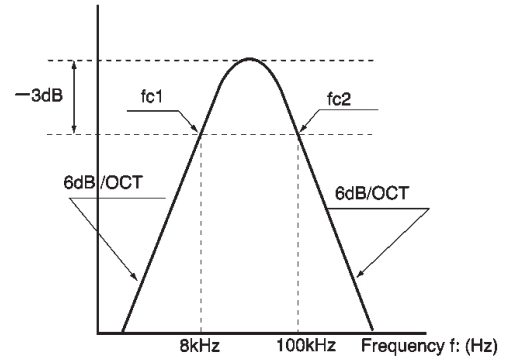 −3dB
fc1
fc2
6dB/OCT
6dB/OCT
8kHz
100kHz
Frequency f: (Hz)